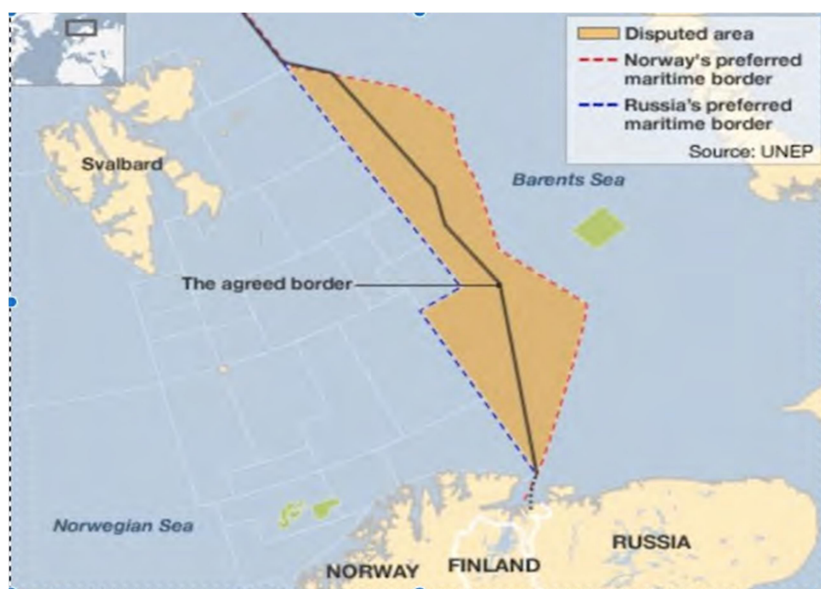 Disputed area
Norway's preferred
maritime border
Russia's preferred
maritime border
Source: UNEP
Svalbard
Barents Sea
The agreed border
Norwegian Sea
NORWAY
FINLAND
RUSSIA